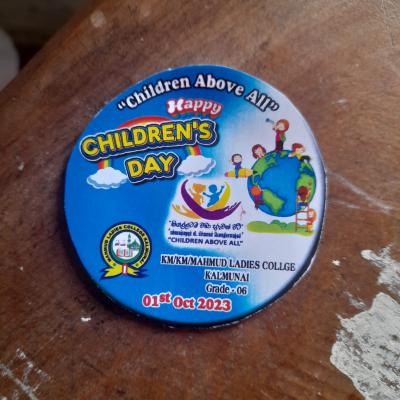 "Children Above All"
Happy
CHILDREN'S
DAY
"CHILDREN ABOVE ALL"
KM/KM/MAHMUD LADIES COLLGE
KALMUNAI
Grade - 06
01st Oct 2023